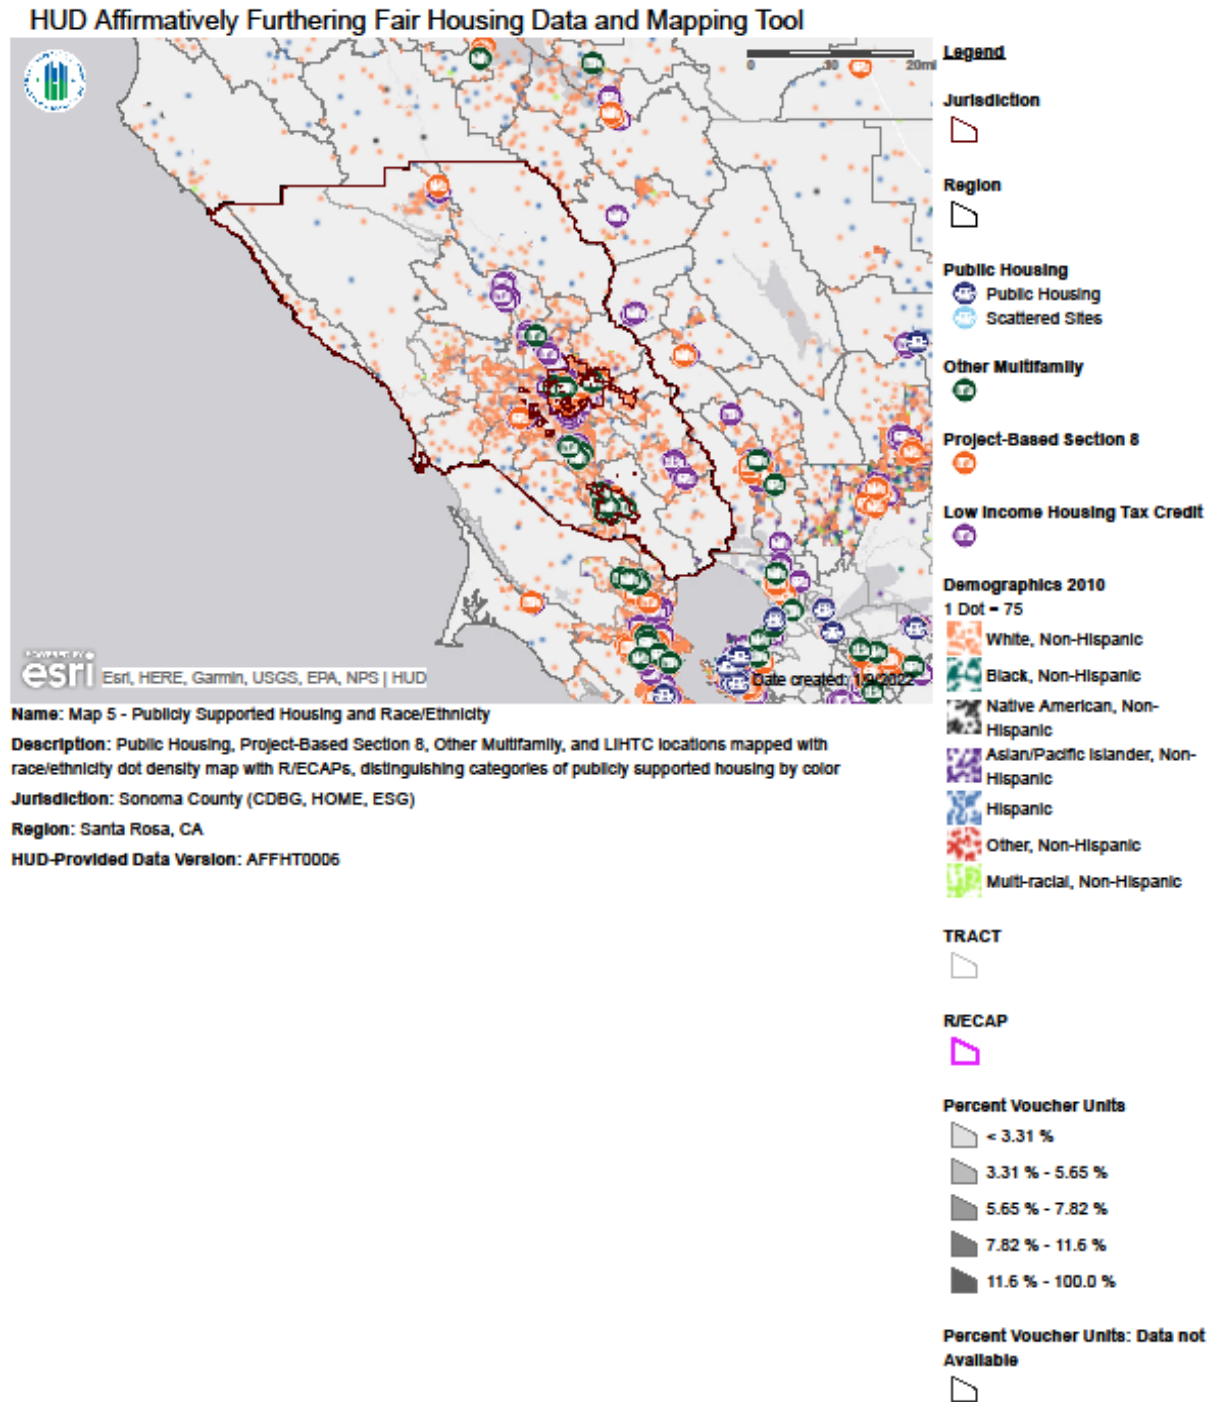 HUD Affirmatively Furthering Fair Housing Data and Mapping Tool
0 10 20mi
POWERED BY
esri
Esri, HERE, Garmin, USGS, EPA, NPS | HUD
Date created: 1/9/2022
Name: Map 5 - Publicly Supported Housing and Race/Ethnicity
Description: Public Housing, Project-Based Section 8, Other Multifamily, and LIHTC locations mapped with
race/ethnicity dot density map with R/ECAPs, distinguishing categories of publicly supported housing by color
Jurisdiction: Sonoma County (CDBG, HOME, ESG)
Region: Santa Rosa, CA
HUD-Provided Data Version: AFFHT0006
Legend
Jurisdiction
Region
Public Housing
Public Housing
Scattered Sites
Other Multifamily
Project-Based Section 8
Low Income Housing Tax Credit
Demographics 2010
1 Dot = 75
White, Non-Hispanic
Black, Non-Hispanic
Native American, Non-
Hispanic
Asian/Pacific Islander, Non-
Hispanic
Hispanic
Other, Non-Hispanic
Multi-racial, Non-Hispanic
TRACT
R/ECAP
Percent Voucher Units
< 3.31 %
3.31 % - 5.65 %
5.65 % - 7.82 %
7.82 % - 11.6 %
11.6 % - 100.0 %
Percent Voucher Units: Data not
Available